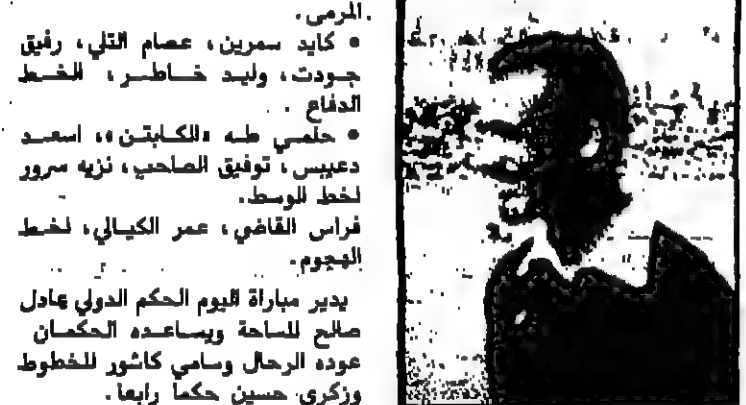 المرمى.
• كايد سمرين، عصام التلي، رفيق
جودت، وليد خاطر، للخط
الدفاع.
• حلمي طه «الكابتن»، اسعد
دعيبس، توفيق الصاحب، نزيه سرور
لخط الوسط.
فراس القاضي، عمر الكيالي، لخط
الهجوم.
يدير مباراة اليوم الحكم الدولي عادل
صالح للساحة ويساعده الحكمان
عوده الرحال وسامي كاشور للخطوط
وزكري حسين حكما رابعا.